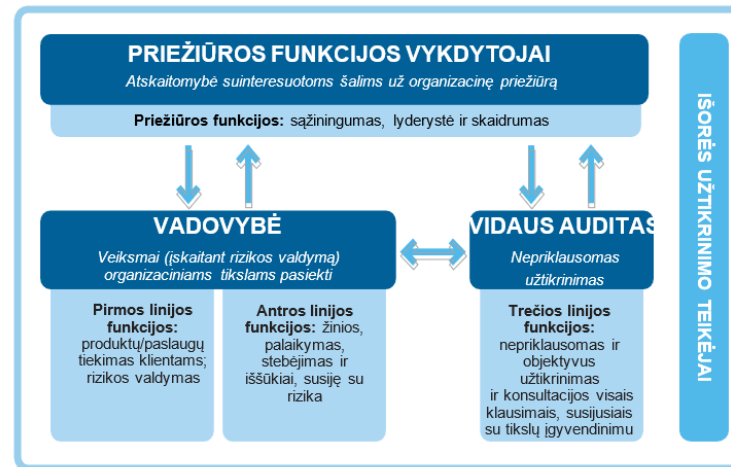 PRIEŽIŪROS FUNKCIJOS VYKDYTOJAI
Atskaitomybė suinteresuotoms šalims už organizacinę priežiūrą
Priežiūros funkcijos: sąžiningumas, lyderystė ir skaidrumas
VADOVYBĖ
Veiksmai (įskaitant rizikos valdymą)
organizaciniams tikslams pasiekti
Pirmos linijos
funkcijos:
produktų/paslaugų
tiekimas klientams;
rizikos valdymas
Antros linijos
funkcijos: žinios,
palaikymas,
stebėjimas ir
iššūkiai, susiję su
rizika
VIDAUS AUDITAS
Nepriklausomas
užtikrinimas
Trečios linijos
funkcijos:
nepriklausomas ir
objektyvus
užtikrinimas
ir konsultacijos visais
klausimais, susijusiais
su tikslų įgyvendinimu
IŠORĖS UŽTIKRINIMO TEIKĖJAI